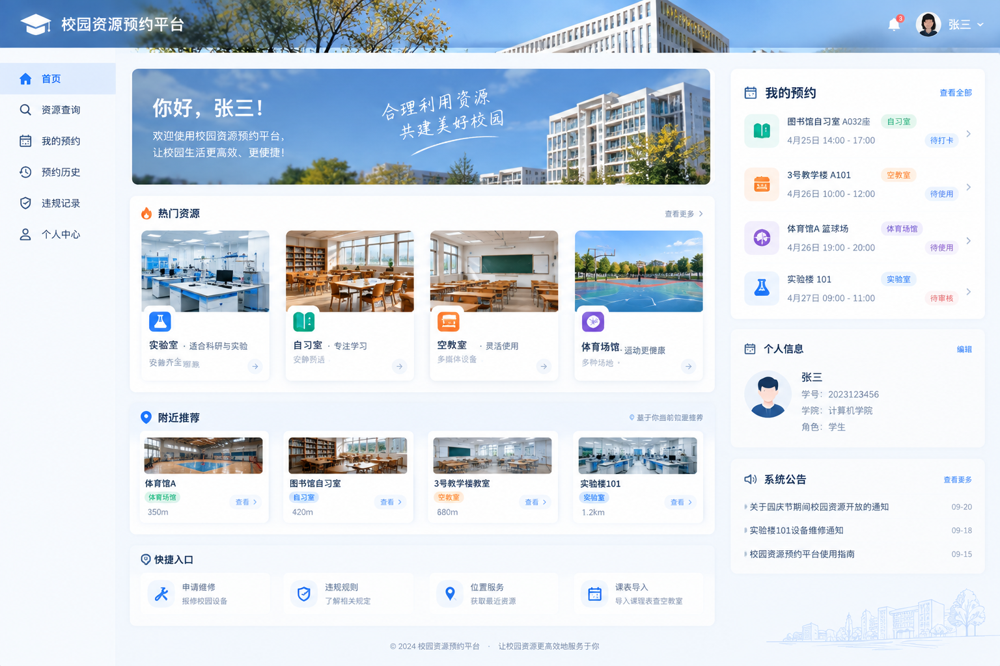 校园资源预约平台
3
张三
首页
资源查询
我的预约
预约历史
违规记录
个人中心
你好，张三！
欢迎使用校园资源预约平台，
让校园生活更高效、更便捷！
合理利用资源
共建美好校园
热门资源
查看更多
实验室 · 适合科研与实验
自习室 · 专注学习
空教室 · 灵活使用
体育场馆 · 运动更健康
多种场地
附近推荐
基于你当前位置推荐
体育馆A
体育场馆
350m
查看
图书馆自习室
自习室
420m
查看
3号教学楼教室
空教室
680m
查看
实验楼101
实验室
1.2km
查看
快捷入口
申请维修
报修校园设备
违规规则
了解相关规定
位置服务
获取最近资源
课表导入
导入课程表查空教室
我的预约
查看全部
图书馆自习室 A032座 自习室
4月25日 14:00 - 17:00 待打卡
3号教学楼 A101 空教室
4月26日 10:00 - 12:00 待使用
体育馆A 篮球场 体育场馆
4月26日 19:00 - 20:00 待使用
实验楼 101 实验室
4月27日 09:00 - 11:00 待审核
个人信息
编辑
张三
学号：2023123456
学院：计算机学院
角色：学生
系统公告
查看更多
关于国庆节期间校园资源开放的通知 09-20
实验楼101设备维修通知 09-18
校园资源预约平台使用指南 09-15
© 2024 校园资源预约平台 · 让校园资源更高效地服务于你